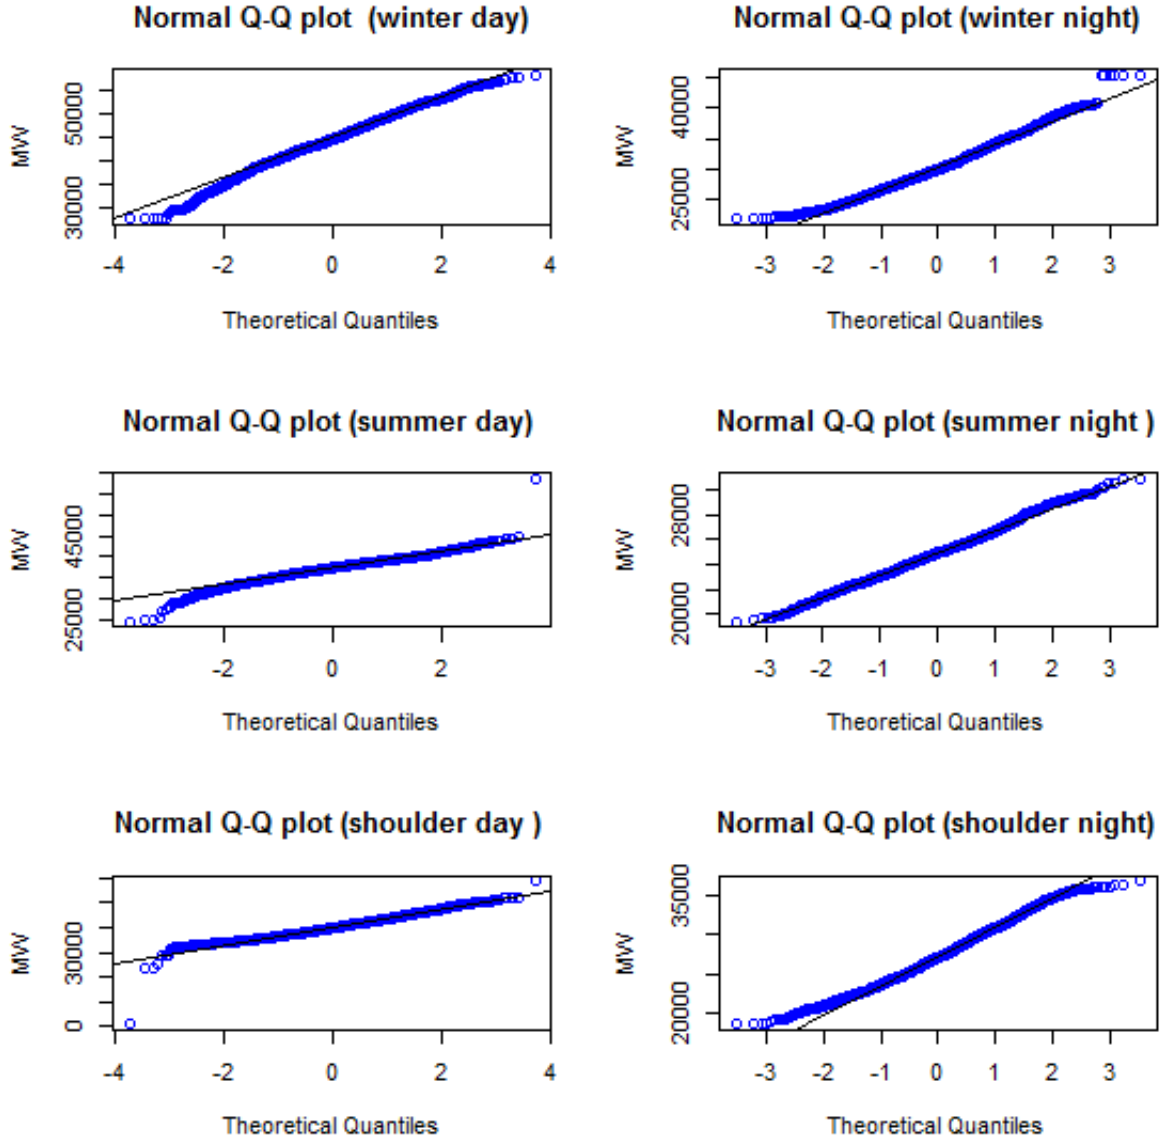 Normal Q-Q plot  (winter day)
MW
30000 50000
-4 -2 0 2 4
Theoretical Quantiles
Normal Q-Q plot (winter night)
MW
25000 40000
-3 -2 -1 0 1 2 3
Theoretical Quantiles
Normal Q-Q plot (summer day)
MW
25000 45000
-2 0 2
Theoretical Quantiles
Normal Q-Q plot (summer night )
MW
20000 28000
-3 -2 -1 0 1 2 3
Theoretical Quantiles
Normal Q-Q plot (shoulder day )
MW
0 30000
-4 -2 0 2 4
Theoretical Quantiles
Normal Q-Q plot (shoulder night)
MW
20000 35000
-3 -2 -1 0 1 2 3
Theoretical Quantiles